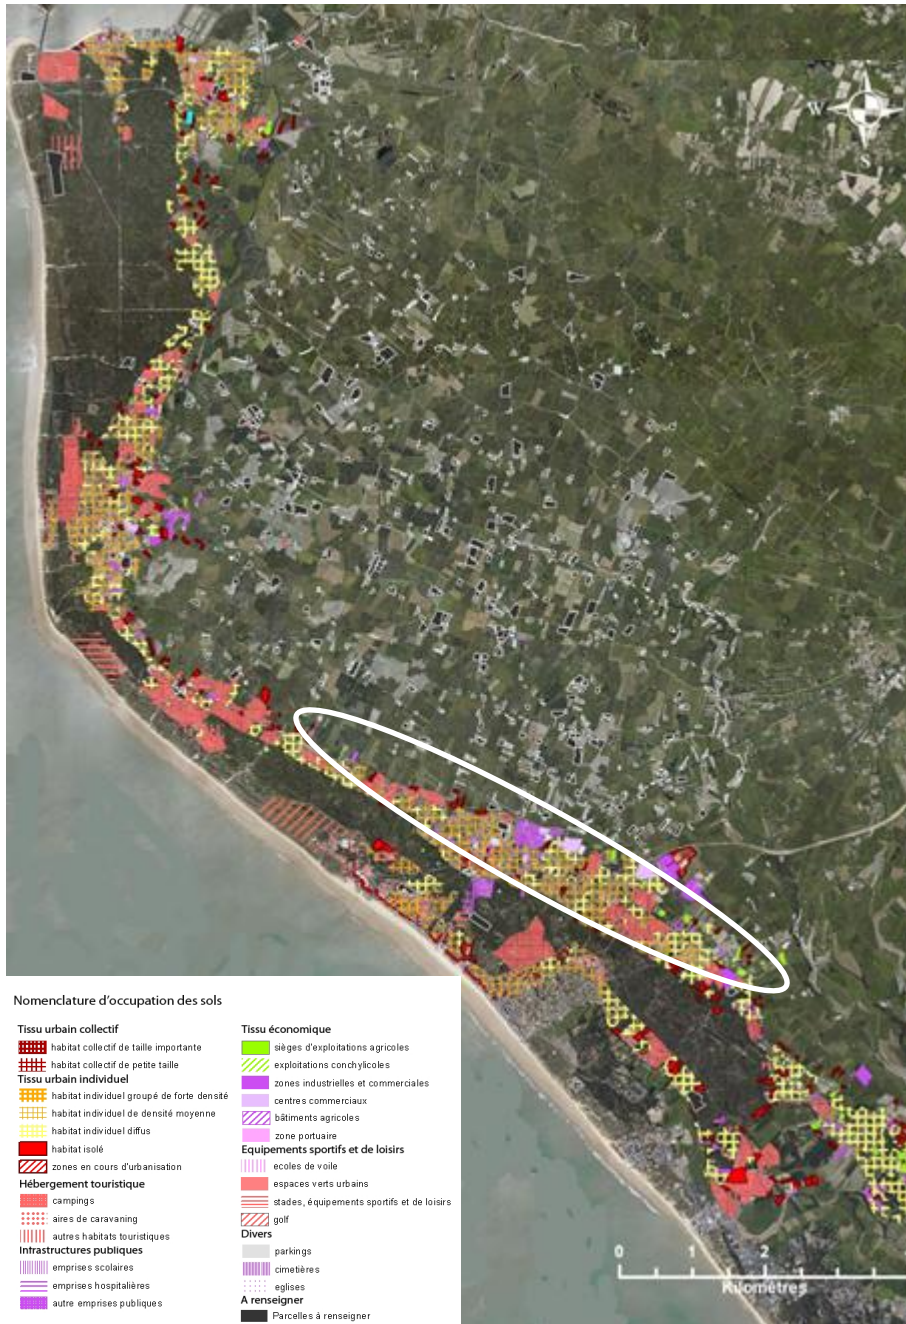 W
S
Nomenclature d'occupation des sols
Tissu urbain collectif
habitat collectif de taille importante
habitat collectif de petite taille
Tissu urbain individuel
habitat individuel groupé de forte densité
habitat individuel de densité moyenne
habitat individuel diffus
habitat isolé
zones en cours d'urbanisation
Hébergement touristique
campings
aires de caravaning
autres habitats touristiques
Infrastructures publiques
emprises scolaires
emprises hospitalières
autre emprises publiques
Tissu économique
sièges d'exploitations agricoles
exploitations conchylicoles
zones industrielles et commerciales
centres commerciaux
bâtiments agricoles
zone portuaire
Equipements sportifs et de loisirs
ecoles de voile
espaces verts urbains
stades, équipements sportifs et de loisirs
golf
Divers
parkings
cimetières
eglises
A renseigner
Parcelles à renseigner
0 1 2
Kilomètres